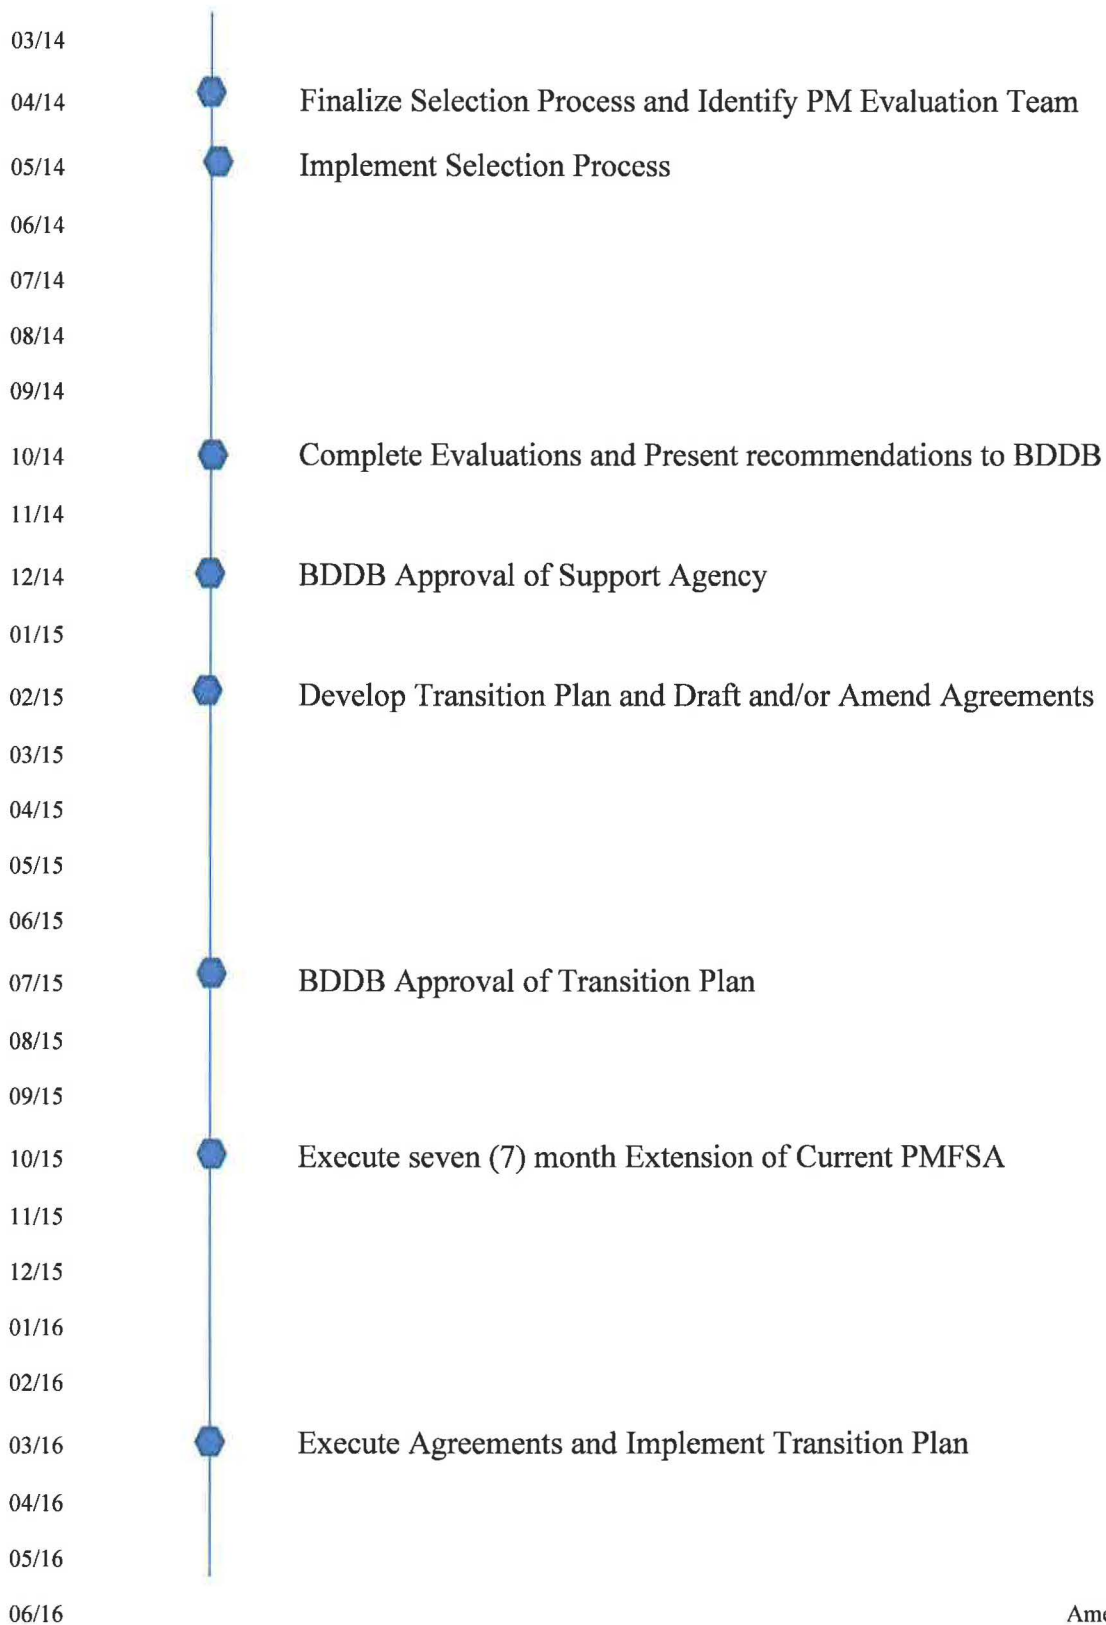 03/14
04/14 Finalize Selection Process and Identify PM Evaluation Team
05/14 Implement Selection Process
06/14
07/14
08/14
09/14
10/14 Complete Evaluations and Present recommendations to BDDB
11/14
12/14 BDDB Approval of Support Agency
01/15
02/15 Develop Transition Plan and Draft and/or Amend Agreements
03/15
04/15
05/15
06/15
07/15 BDDB Approval of Transition Plan
08/15
09/15
10/15 Execute seven (7) month Extension of Current PMFSA
11/15
12/15
01/16
02/16
03/16 Execute Agreements and Implement Transition Plan
04/16
05/16
06/16